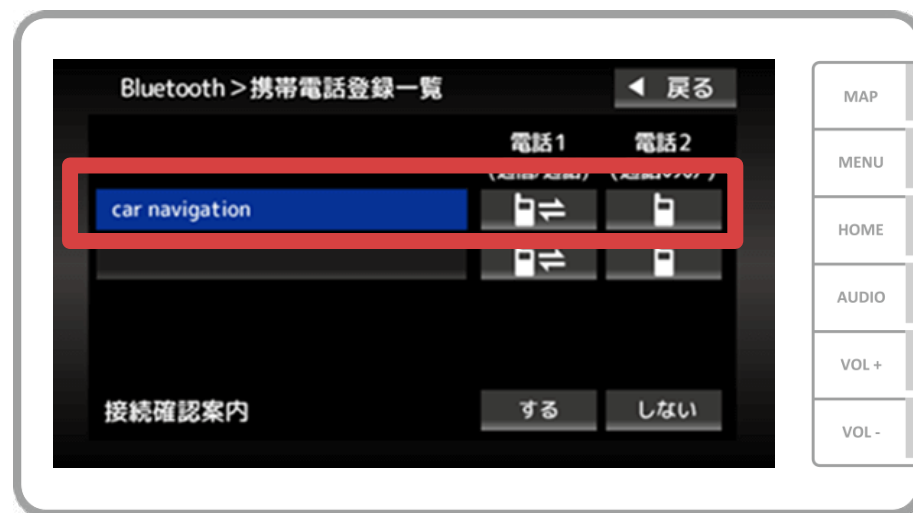 Bluetooth＞携帯電話登録一覧
◀ 戻る
電話1 電話2
car navigation
接続確認案内 する しない
MAP
MENU
HOME
AUDIO
VOL +
VOL -